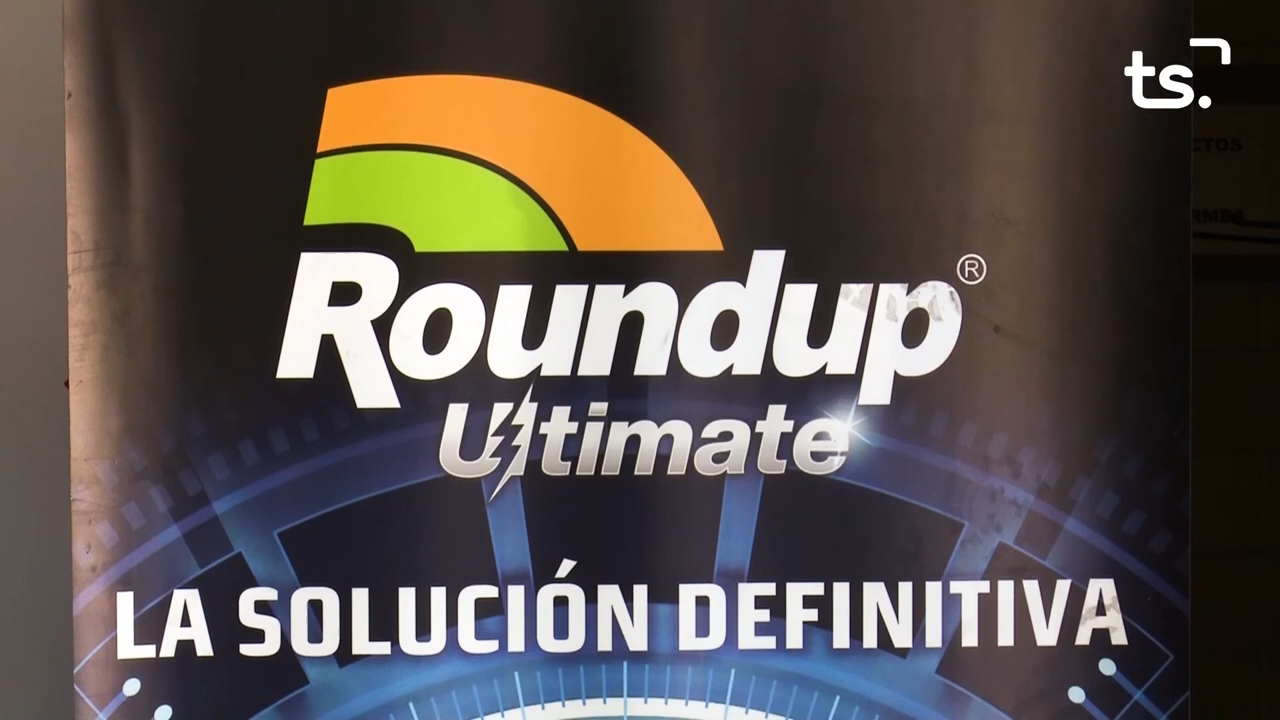 ts.
Roundup®
Ultimate
LA SOLUCIÓN DEFINITIVA